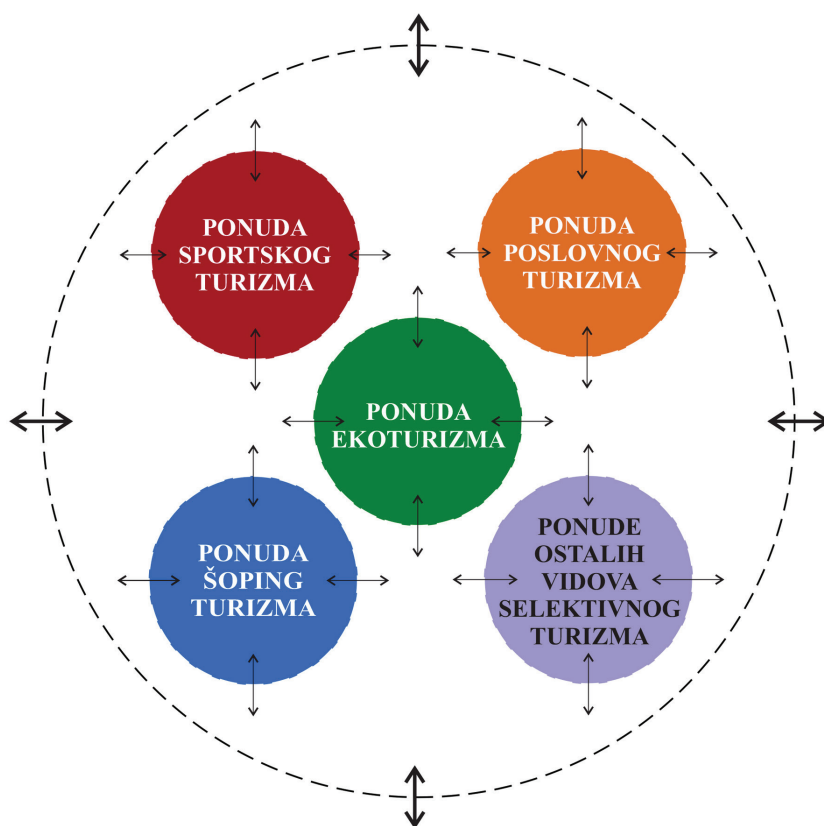 PONUDA
SPORTSKOG
TURIZMA
PONUDA
POSLOVNOG
TURIZMA
PONUDA
EKOTURIZMA
PONUDA
ŠOPING
TURIZMA
PONUDE
OSTALIH
VIDOVA
SELEKTIVNOG
TURIZMA